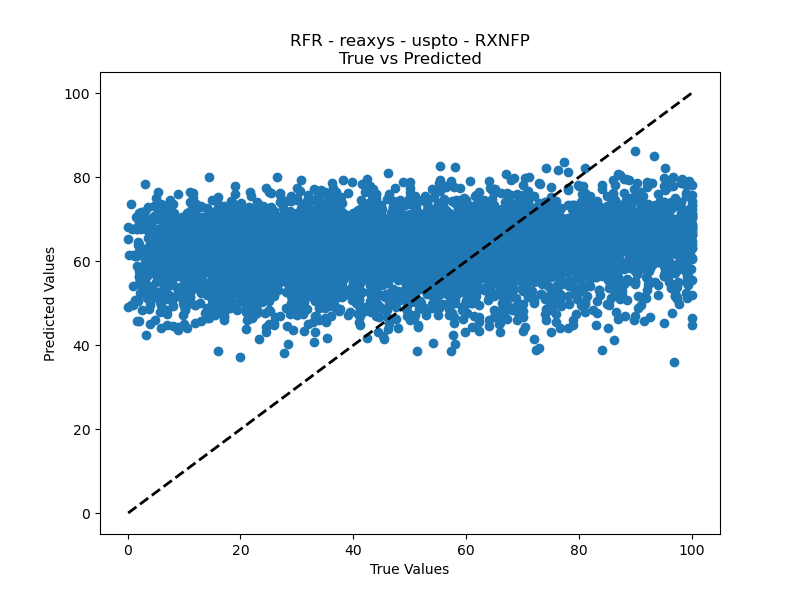 RFR - reaxys - uspto - RXNFP
True vs Predicted
100
80
60
40
20
0
Predicted Values
0 20 40 60 80 100
True Values